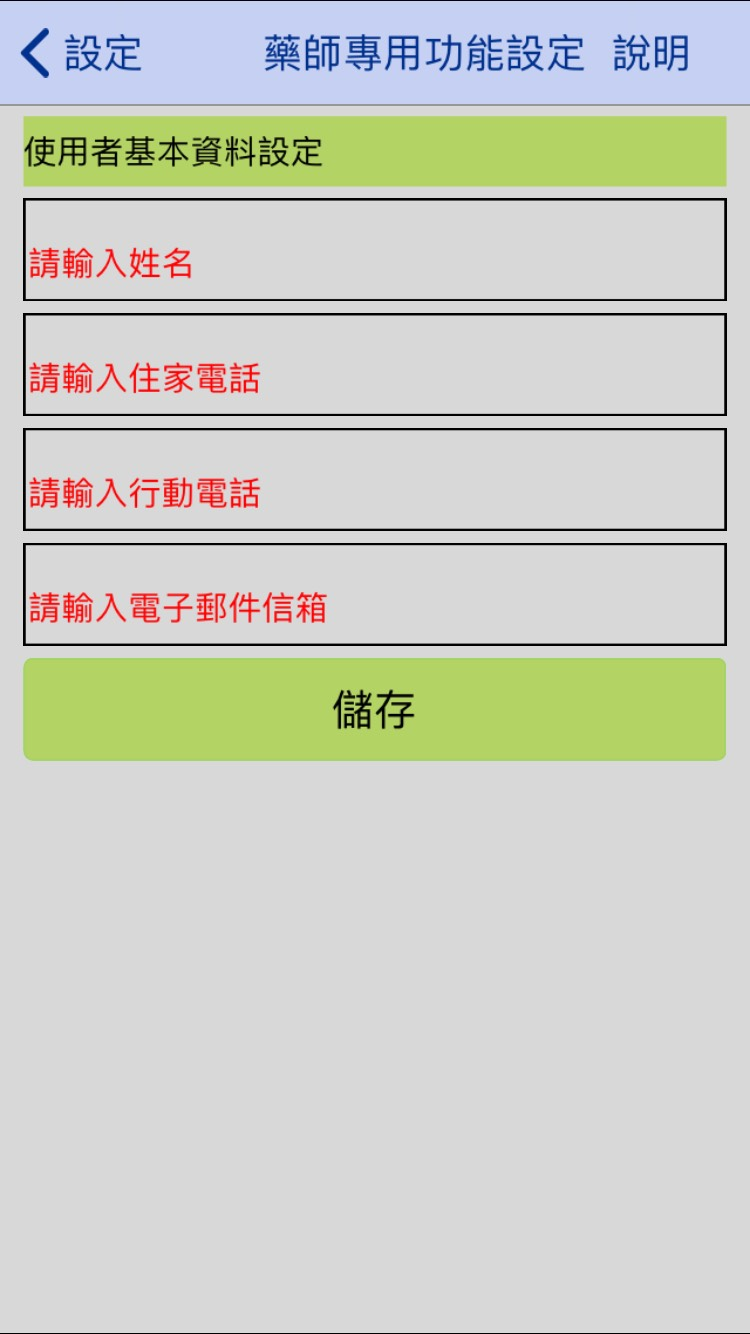 設定 藥師專用功能設定 說明
使用者基本資料設定
請輸入姓名
請輸入住家電話
請輸入行動電話
請輸入電子郵件信箱
儲存